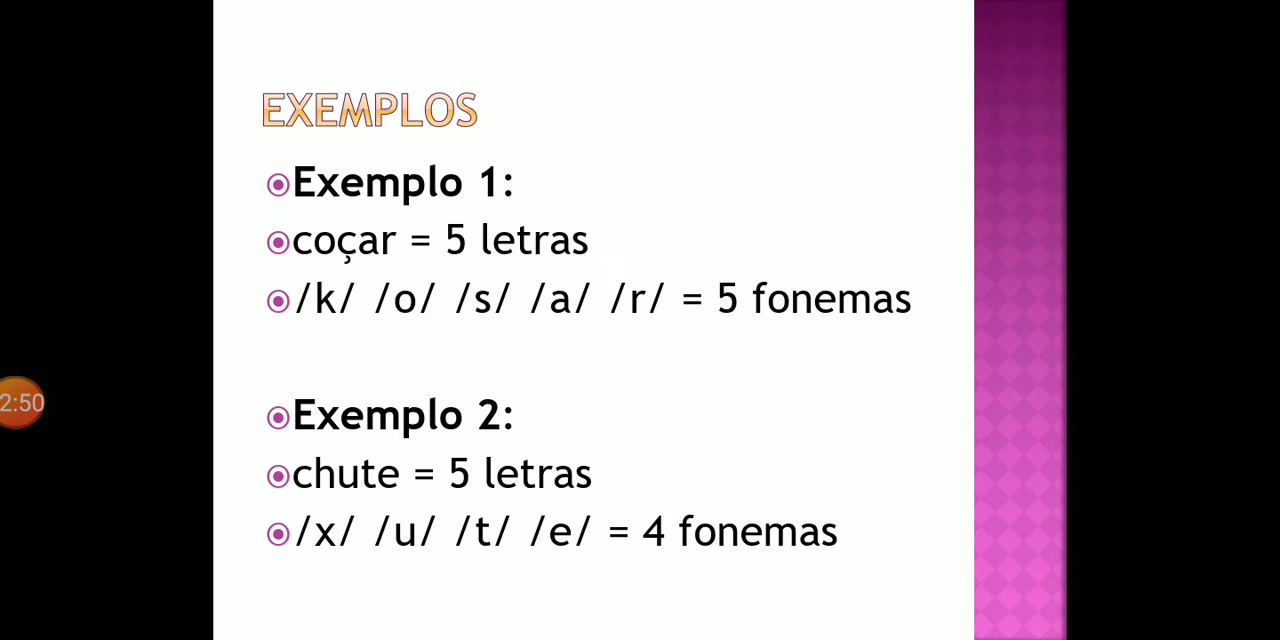 EXEMPLOS
Exemplo 1:
coçar = 5 letras
/k/ /o/ /s/ /a/ /r/ = 5 fonemas
Exemplo 2:
chute = 5 letras
/x/ /u/ /t/ /e/ = 4 fonemas
2:50